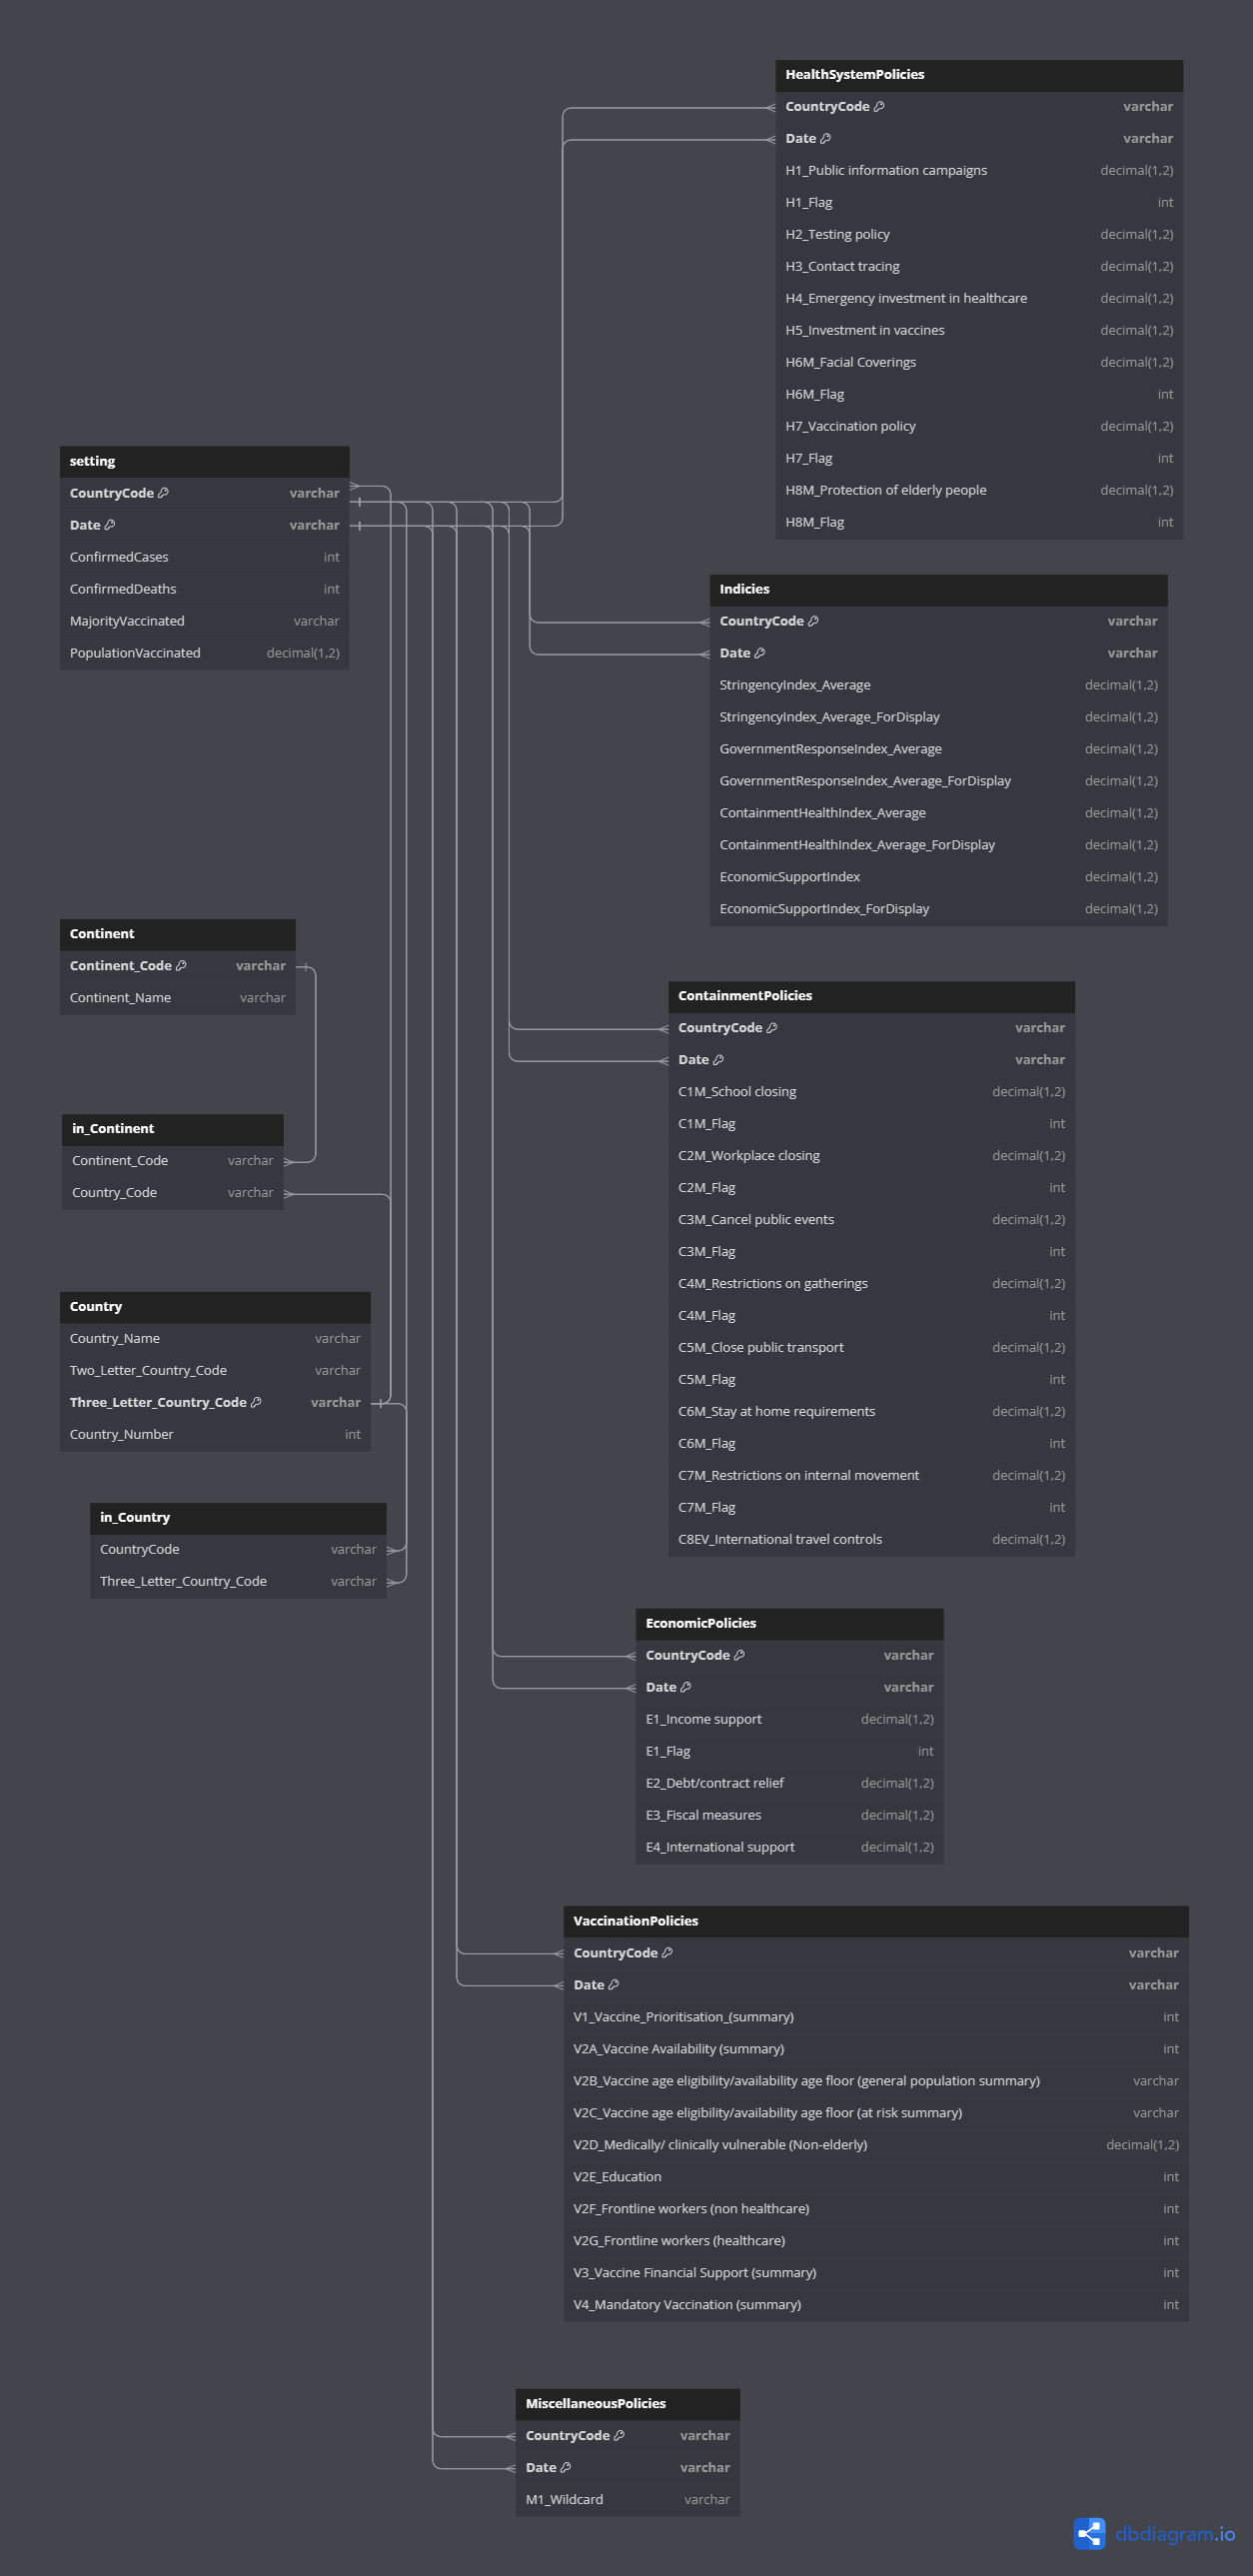 HealthSystemPolicies
CountryCode varchar
Date varchar
H1_Public information campaigns decimal(1,2)
H1_Flag int
H2_Testing policy decimal(1,2)
H3_Contact tracing decimal(1,2)
H4_Emergency investment in healthcare decimal(1,2)
H5_Investment in vaccines decimal(1,2)
H6M_Facial Coverings decimal(1,2)
H6M_Flag int
H7_Vaccination policy decimal(1,2)
H7_Flag int
H8M_Protection of elderly people decimal(1,2)
H8M_Flag int
setting
CountryCode varchar
Date varchar
ConfirmedCases int
ConfirmedDeaths int
MajorityVaccinated varchar
PopulationVaccinated decimal(1,2)
Indicies
CountryCode varchar
Date varchar
StringencyIndex_Average decimal(1,2)
StringencyIndex_Average_ForDisplay decimal(1,2)
GovernmentResponseIndex_Average decimal(1,2)
GovernmentResponseIndex_Average_ForDisplay decimal(1,2)
ContainmentHealthIndex_Average decimal(1,2)
ContainmentHealthIndex_Average_ForDisplay decimal(1,2)
EconomicSupportIndex decimal(1,2)
EconomicSupportIndex_ForDisplay decimal(1,2)
Continent
Continent_Code varchar
Continent_Name varchar
in_Continent
Continent_Code varchar
Country_Code varchar
Country
Country_Name varchar
Two_Letter_Country_Code varchar
Three_Letter_Country_Code varchar
Country_Number int
in_Country
CountryCode varchar
Three_Letter_Country_Code varchar
ContainmentPolicies
CountryCode varchar
Date varchar
C1M_School closing decimal(1,2)
C1M_Flag int
C2M_Workplace closing decimal(1,2)
C2M_Flag int
C3M_Cancel public events decimal(1,2)
C3M_Flag int
C4M_Restrictions on gatherings decimal(1,2)
C4M_Flag int
C5M_Close public transport decimal(1,2)
C5M_Flag int
C6M_Stay at home requirements decimal(1,2)
C6M_Flag int
C7M_Restrictions on internal movement decimal(1,2)
C7M_Flag int
C8EV_International travel controls decimal(1,2)
EconomicPolicies
CountryCode varchar
Date varchar
E1_Income support decimal(1,2)
E1_Flag int
E2_Debt/contract relief decimal(1,2)
E3_Fiscal measures decimal(1,2)
E4_International support decimal(1,2)
VaccinationPolicies
CountryCode varchar
Date varchar
V1_Vaccine_Prioritisation_(summary) int
V2A_Vaccine Availability (summary) int
V2B_Vaccine age eligibility/availability age floor (general population summary) varchar
V2C_Vaccine age eligibility/availability age floor (at risk summary) varchar
V2D_Medically/ clinically vulnerable (Non-elderly) decimal(1,2)
V2E_Education int
V2F_Frontline workers (non healthcare) int
V2G_Frontline workers (healthcare) int
V3_Vaccine Financial Support (summary) int
V4_Mandatory Vaccination (summary) int
MiscellaneousPolicies
CountryCode varchar
Date varchar
M1_Wildcard varchar
dbdiagram.io